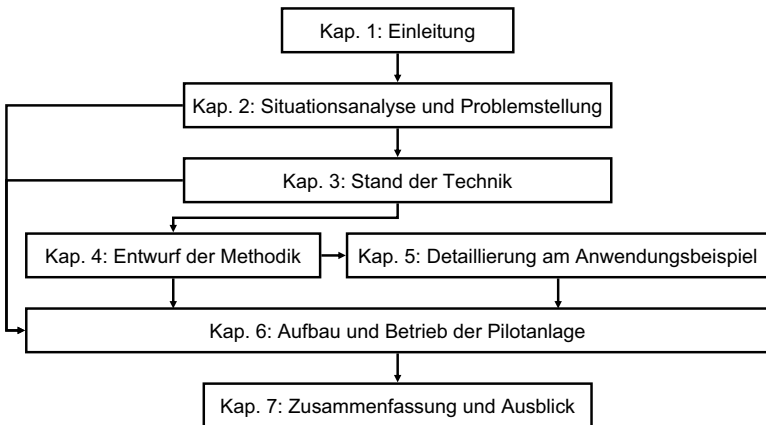 Kap. 1: Einleitung
Kap. 2: Situationsanalyse und Problemstellung
Kap. 3: Stand der Technik
Kap. 4: Entwurf der Methodik
Kap. 5: Detaillierung am Anwendungsbeispiel
Kap. 6: Aufbau und Betrieb der Pilotanlage
Kap. 7: Zusammenfassung und Ausblick